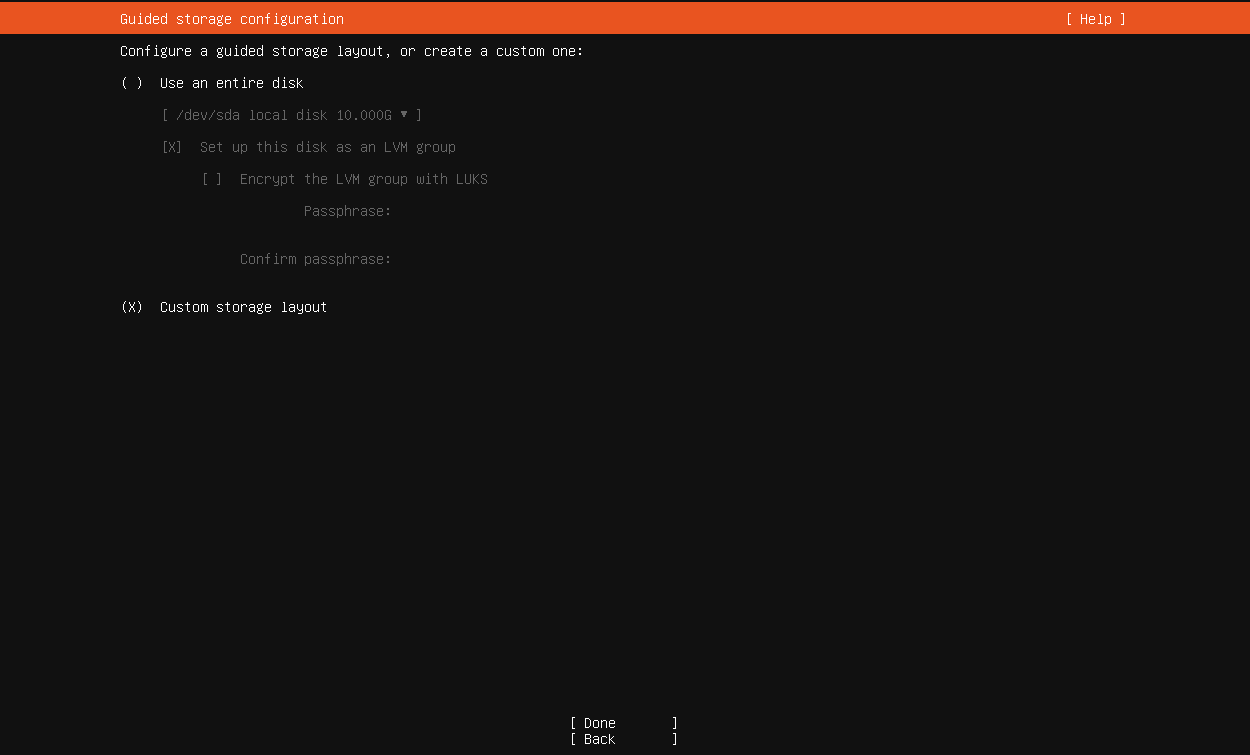 Guided storage configuration [ Help ]
Configure a guided storage layout, or create a custom one:
( ) Use an entire disk
[ /dev/sda local disk 10.000G ▾ ]
[X] Set up this disk as an LVM group
[ ] Encrypt the LVM group with LUKS
Passphrase:
Confirm passphrase:
(X) Custom storage layout
[ Done ]
[ Back ]